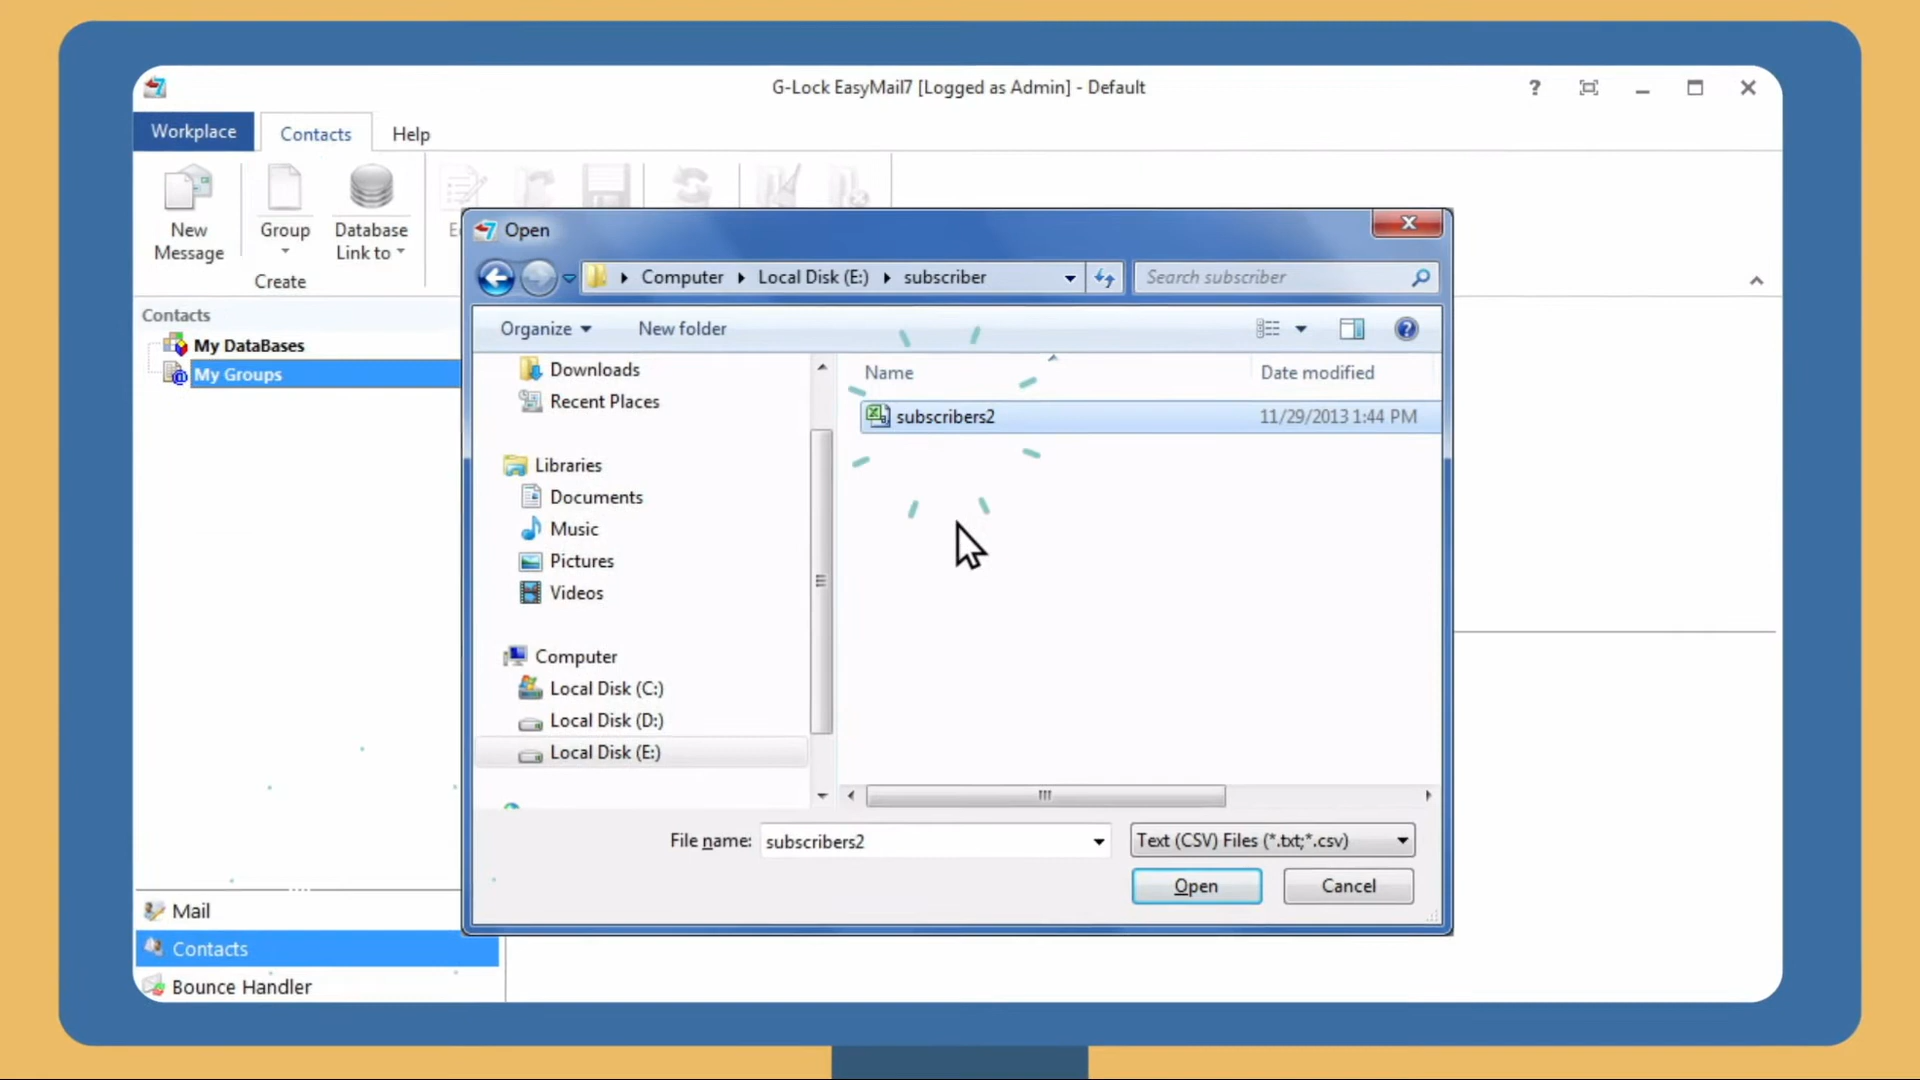 G-Lock EasyMail7 [Logged as Admin] - Default
?
Workplace
Contacts
Help
New
Message
Group
Database
Link to
Create
Open
Computer
Local Disk (E:)
subscriber
Search subscriber
Organize
New folder
Contacts
My DataBases
My Groups
Downloads
Recent Places
Libraries
Documents
Music
Pictures
Videos
Computer
Local Disk (C:)
Local Disk (D:)
Local Disk (E:)
Name
Date modified
subscribers2
11/29/2013 1:44 PM
File name:
subscribers2
Text (CSV) Files (*.txt;*.csv)
Open
Cancel
Mail
Contacts
Bounce Handler